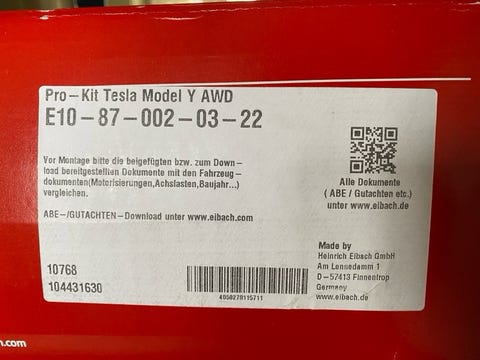 Pro-Kit Tesla Model Y AWD
E10-87-002-03-22
Vor Montage bitte die beigefügten bzw. zum Down-
load bereitgestellten Dokumente mit den Fahrzeug-
dokumenten(Motorisierungen,Achslasten,Baujahr...)
vergleichen.
ABE-/GUTACHTEN-Download unter www.eibach.com
Alle Dokumente
( ABE / Gutachten etc.)
unter www.eibach.de
10768
104431630
4050278115711
Made by
Heinrich Eibach GmbH
Am Lennedamm 1
D-57413 Finnentrop
Germany
www.eibach.de
h.com